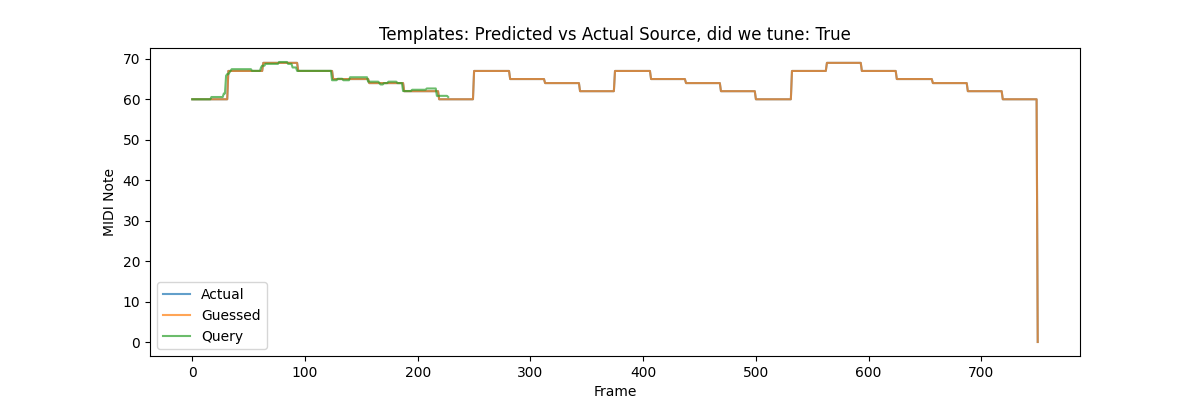 Templates: Predicted vs Actual Source, did we tune: True
70
60
50
40
30
20
10
0
MIDI Note
Actual
Guessed
Query
0 100 200 300 400 500 600 700
Frame